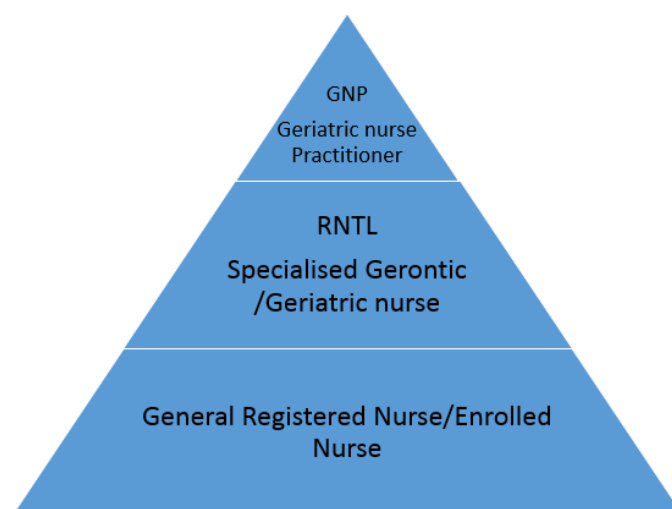 GNP
Geriatric nurse
Practitioner
RNTL
Specialised Gerontic
/Geriatric nurse
General Registered Nurse/Enrolled
Nurse